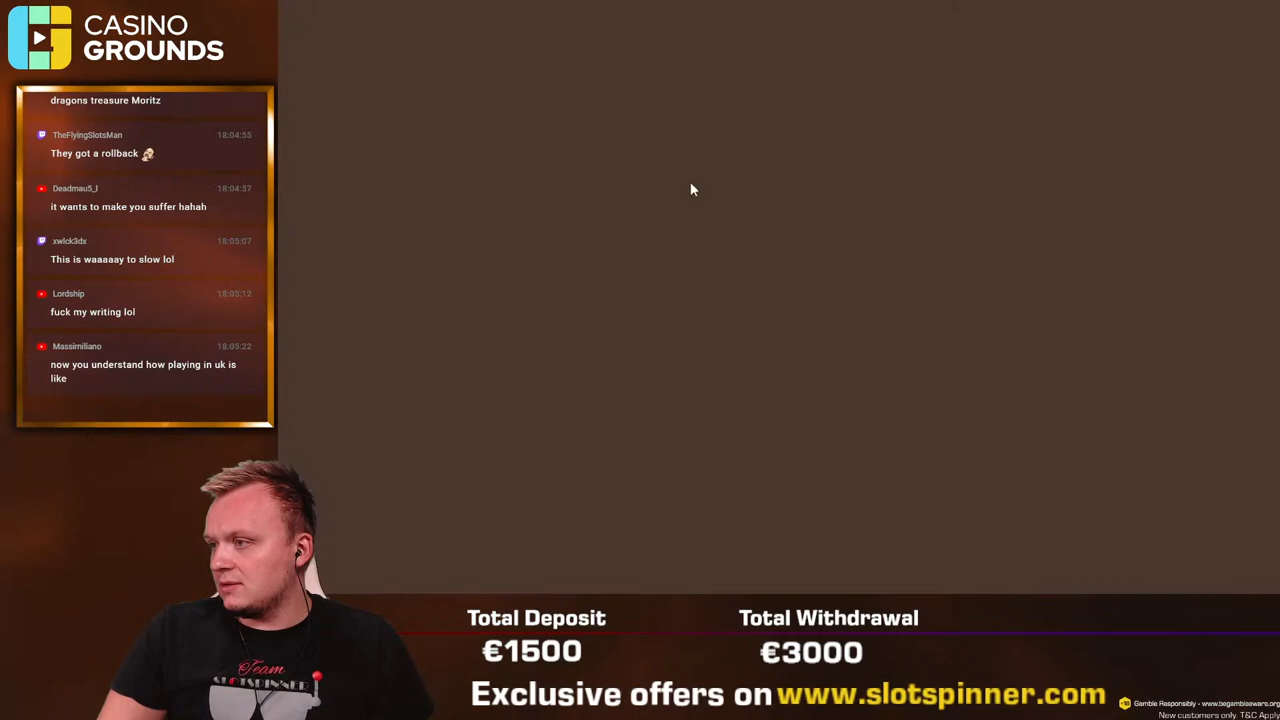 CASINO
GROUNDS
dragons treasure Moritz
TheFlyingSlotsMan 18:04:55
They got a rollback
Deadmau5_l 18:04:57
it wants to make you suffer hahah
xwlck3dx 18:05:07
This is waaaaay to slow lol
Lordship 18:05:12
fuck my writing lol
Massimiliano 18:05:22
now you understand how playing in uk is
like
Team
SLOTSPINNER
Total Deposit Total Withdrawal
€1500 €3000
Exclusive offers on www.slotspinner.com
+18 Gamble Responsibly - www.begambleaware.org
New customers only. T&C Apply